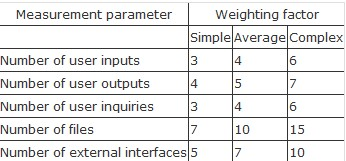 Measurement parameter Weighting factor
Simple Average Complex
Number of user inputs 3 4 6
Number of user outputs 4 5 7
Number of user inquiries 3 4 6
Number of files 7 10 15
Number of external interfaces 5 7 10